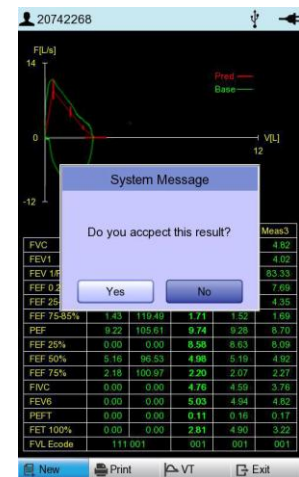 20742268
F[L/s]
14
Pred
Base
0
V[L]
12
-12
System Message
Do you accpect this result?
Yes
No
Meas3
FVC 4.82
FEV1 4.02
FEV 1/F 83.33
FEF 0.2 7.69
FEF 25- 4.35
FEF 75-85% 1.43 119.49 1.71 1.52 1.69
PEF 9.22 105.61 9.74 9.28 8.70
FEF 25% 0.00 0.00 8.58 8.63 8.09
FEF 50% 5.16 96.53 4.98 5.19 4.92
FEF 75% 2.18 100.97 2.20 2.07 2.27
FIVC 0.00 0.00 4.76 4.59 3.76
FEV6 0.00 0.00 5.03 4.94 4.82
PEFT 0.00 0.00 0.11 0.16 0.17
FET 100% 0.00 0.00 2.81 4.90 3.22
FVL Ecode 111 001 001 001 001
New Print VT Exit